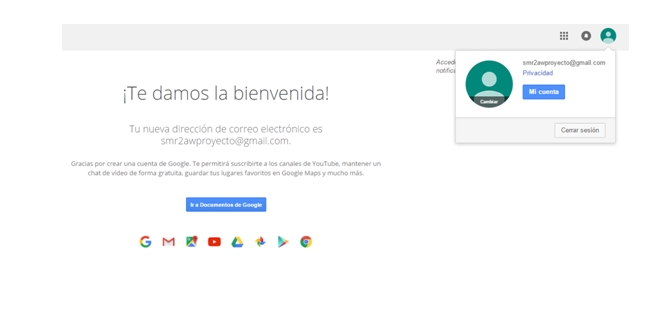 Accede
notifica
smr2awproyecto@gmail.com
Privacidad
Cambiar
Mi cuenta
Cerrar sesión
¡Te damos la bienvenida!
Tu nueva dirección de correo electrónico es
smr2awproyecto@gmail.com.
Gracias por crear una cuenta de Google. Te permitirá suscribirte a los canales de YouTube, mantener un
chat de vídeo de forma gratuita, guardar tus lugares favoritos en Google Maps y mucho más.
Ir a Documentos de Google